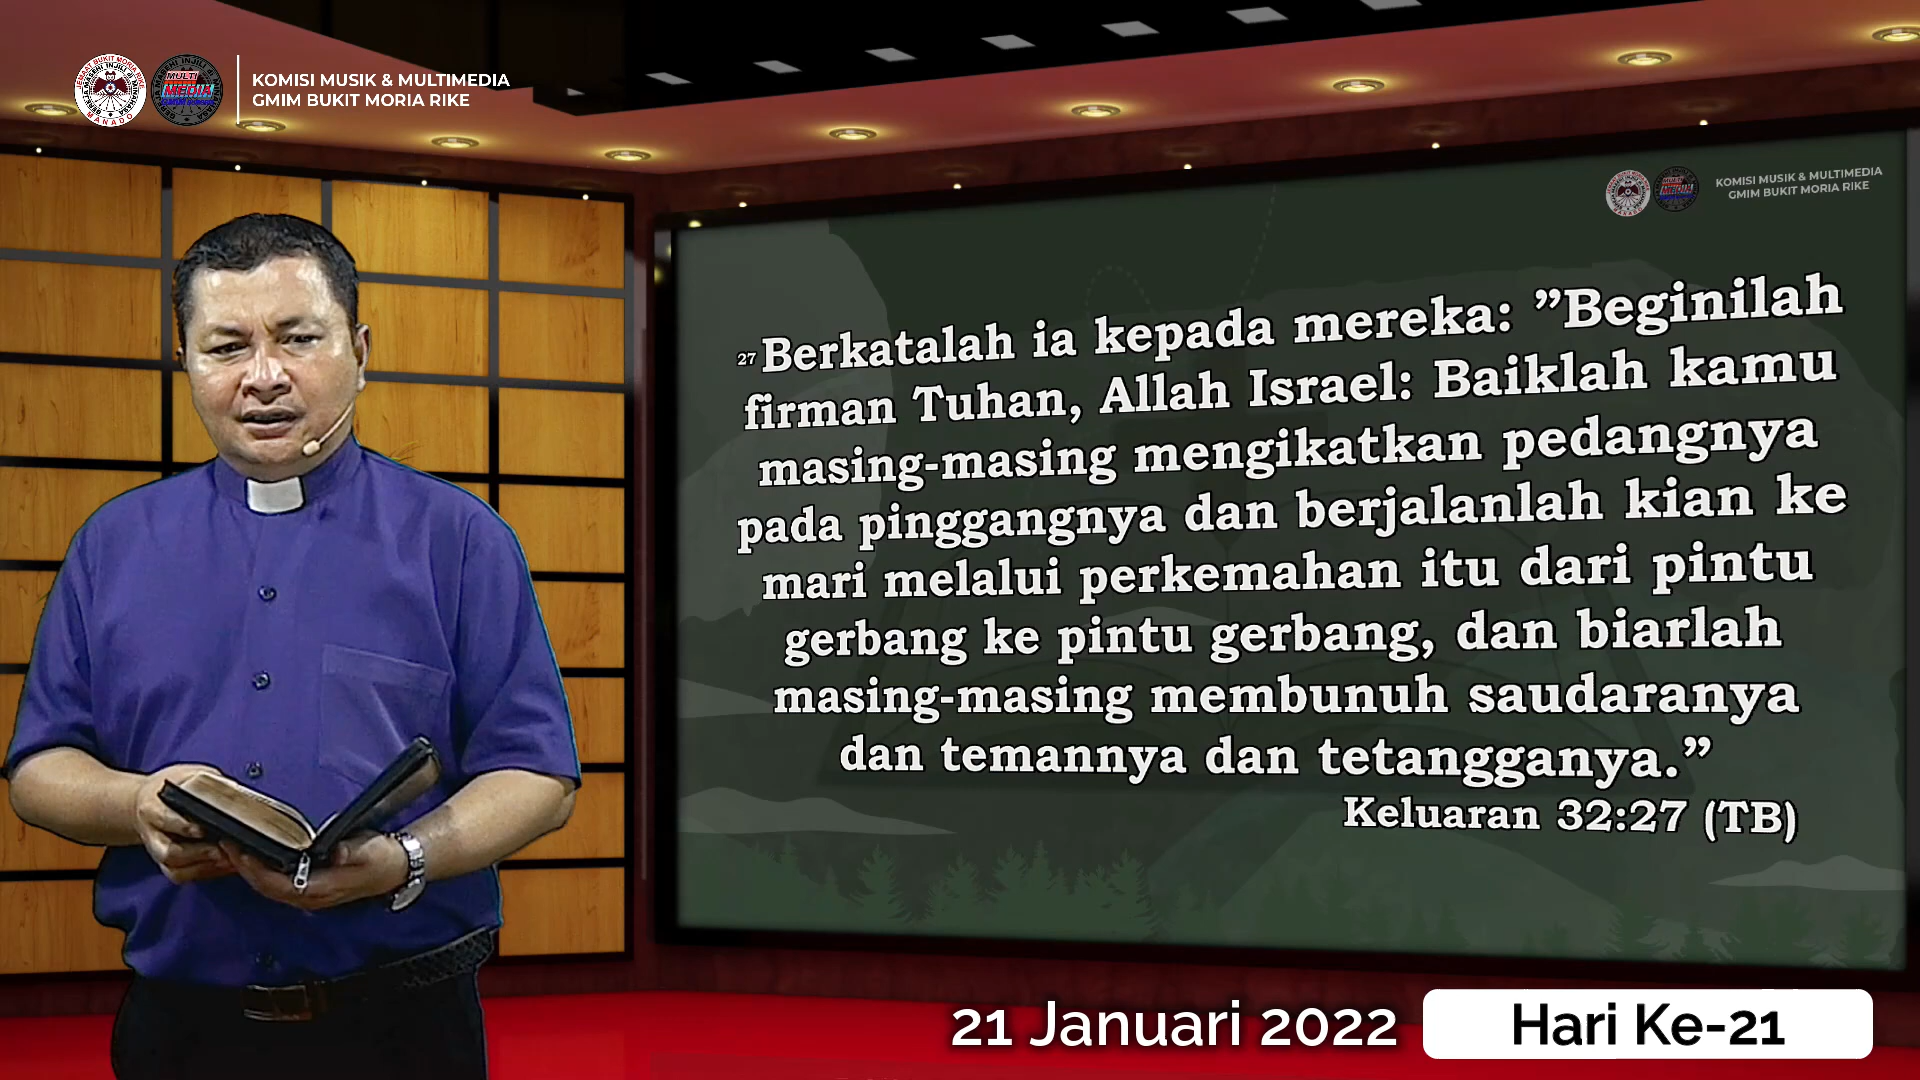 KOMISI MUSIK & MULTIMEDIA
GMIM BUKIT MORIA RIKE
MULTI
MEDIA
MANADO
KOMISI MUSIK & MULTIMEDIA
GMIM BUKIT MORIA RIKE
27 Berkatalah ia kepada mereka: ”Beginilah
firman Tuhan, Allah Israel: Baiklah kamu
masing-masing mengikatkan pedangnya
pada pinggangnya dan berjalanlah kian ke
mari melalui perkemahan itu dari pintu
gerbang ke pintu gerbang, dan biarlah
masing-masing membunuh saudaranya
dan temannya dan tetangganya.”
Keluaran 32:27 (TB)
21 Januari 2022
Hari Ke-21